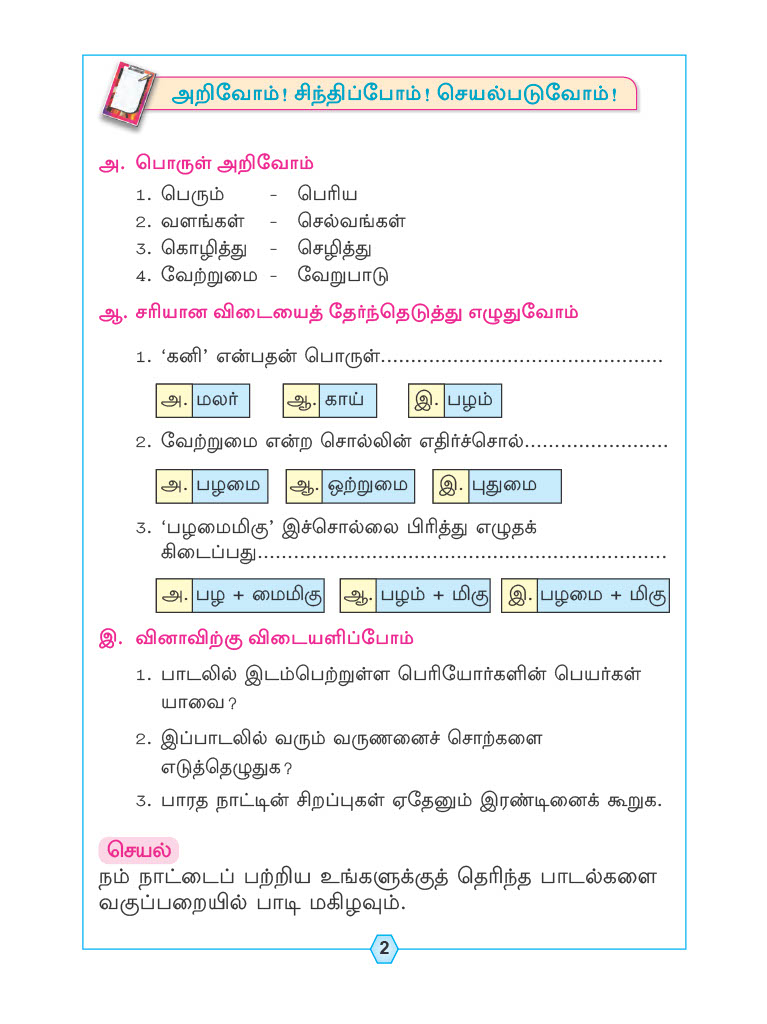 அறிவோம்! சிந்திப்போம்! செயல்படுவோம்!
அ. பொருள் அறிவோம்
1. பெரும் - பெரிய
2. வளங்கள் - செல்வங்கள்
3. கொழித்து - செழித்து
4. வேற்றுமை - வேறுபாடு
ஆ. சரியான விடையைத் தேர்ந்தெடுத்து எழுதுவோம்
1. ‘கனி’ என்பதன் பொருள்...............................................
அ. மலர் ஆ. காய் இ. பழம்
2. வேற்றுமை என்ற சொல்லின் எதிர்ச்சொல்........................
அ. பழமை ஆ. ஒற்றுமை இ. புதுமை
3. ‘பழமைமிகு’ இச்சொல்லை பிரித்து எழுதக்
கிடைப்பது....................................................................
அ. பழ + மைமிகு ஆ. பழம் + மிகு இ. பழமை + மிகு
இ. வினாவிற்கு விடையளிப்போம்
1. பாடலில் இடம்பெற்றுள்ள பெரியோர்களின் பெயர்கள்
யாவை?
2. இப்பாடலில் வரும் வருணனைச் சொற்களை
எடுத்தெழுதுக?
3. பாரத நாட்டின் சிறப்புகள் ஏதேனும் இரண்டினைக் கூறுக.
செயல்
நம் நாட்டைப் பற்றிய உங்களுக்குத் தெரிந்த பாடல்களை
வகுப்பறையில் பாடி மகிழவும்.
2